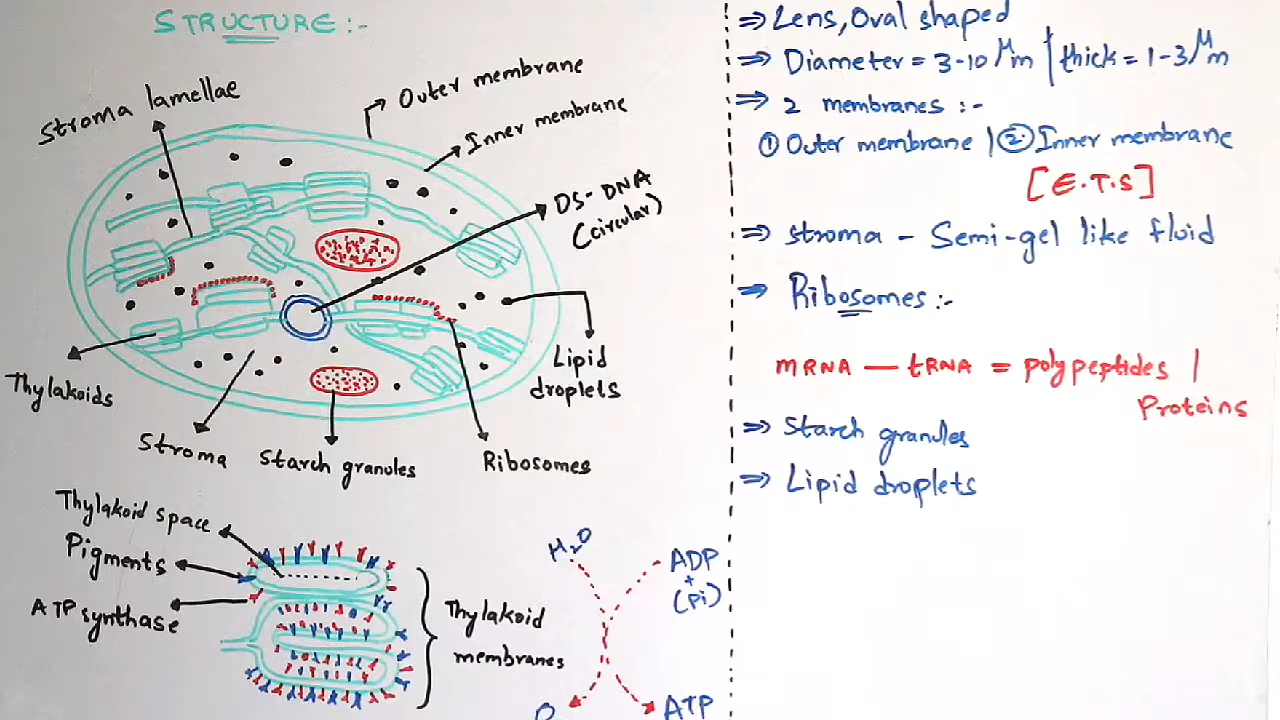 STRUCTURE :-
Stroma lamellae
Outer membrane
Inner membrane
DS-DNA
(circular)
Lipid
droplets
Thylakoids
Stroma
Starch granules
Ribosomes
Thylakoid space
Pigments
ATP synthase
Thylakoid
membranes
H₂O
ADP
+
(Pi)
ATP
⇒ Lens, Oval shaped
⇒ Diameter = 3-10 μm | thick = 1-3 μm
⇒ 2 membranes :-
① Outer membrane | ② Inner membrane
[E.T.S]
⇒ stroma - Semi-gel like fluid
⇒ Ribosomes :-
mRNA — tRNA = polypeptides |
Proteins
⇒ Starch granules
⇒ Lipid droplets